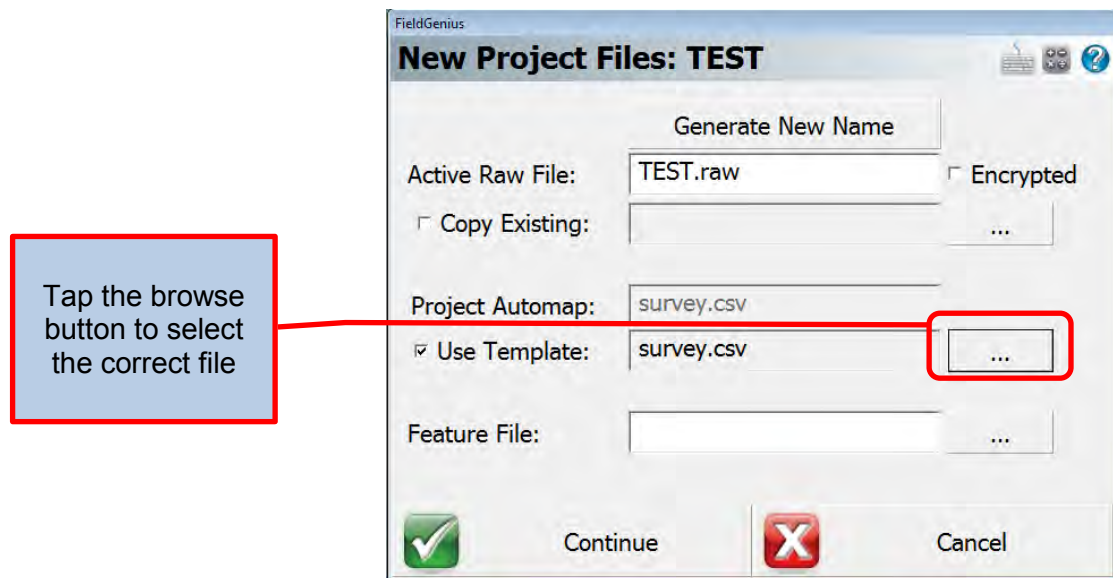 FieldGenius
New Project Files: TEST
Generate New Name
Active Raw File: TEST.raw Encrypted
Copy Existing: ...
Tap the browse
button to select
the correct file
Project Automap: survey.csv
Use Template: survey.csv ...
Feature File: ...
Continue Cancel